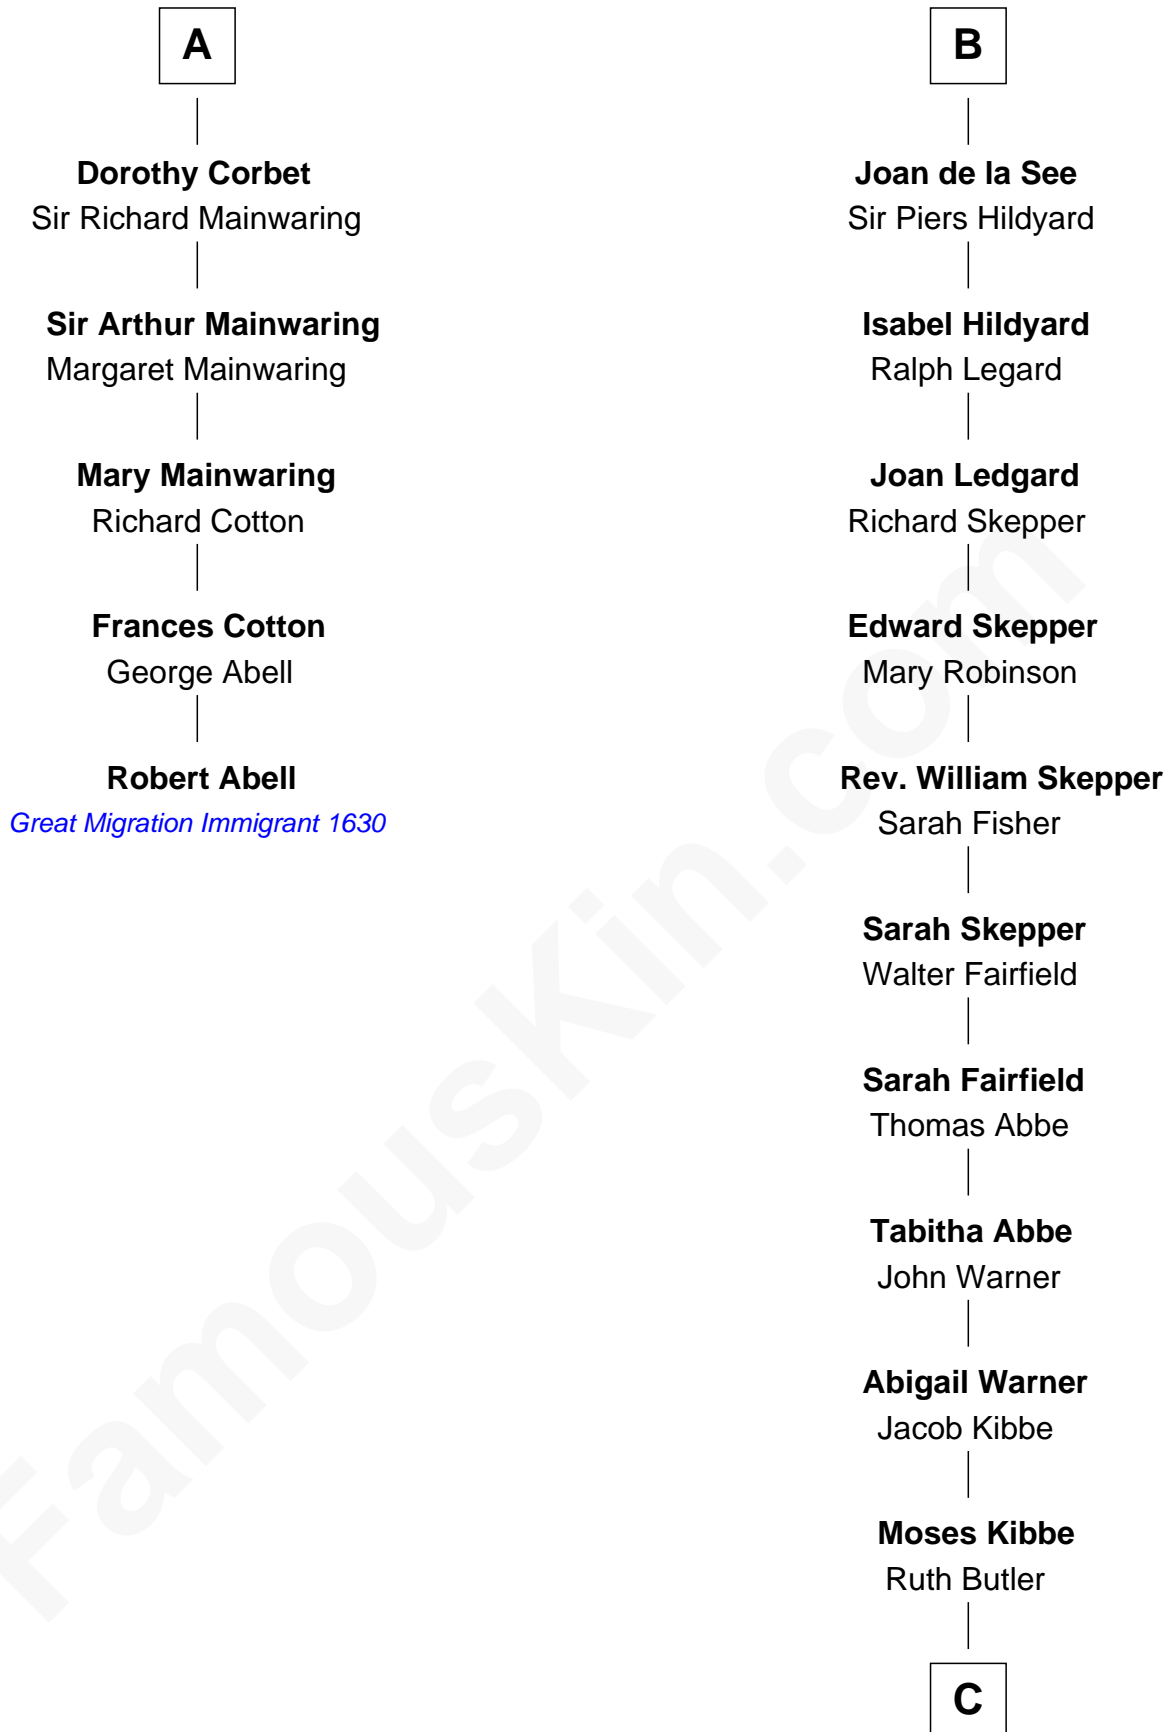 A
Dorothy Corbet
Sir Richard Mainwaring
Sir Arthur Mainwaring
Margaret Mainwaring
Mary Mainwaring
Richard Cotton
Frances Cotton
George Abell
Robert Abell
Great Migration Immigrant 1630
B
Joan de la See
Sir Piers Hildyard
Isabel Hildyard
Ralph Legard
Joan Ledgard
Richard Skepper
Edward Skepper
Mary Robinson
Rev. William Skepper
Sarah Fisher
Sarah Skepper
Walter Fairfield
Sarah Fairfield
Thomas Abbe
Tabitha Abbe
John Warner
Abigail Warner
Jacob Kibbe
Moses Kibbe
Ruth Butler
C
FamousKin.com